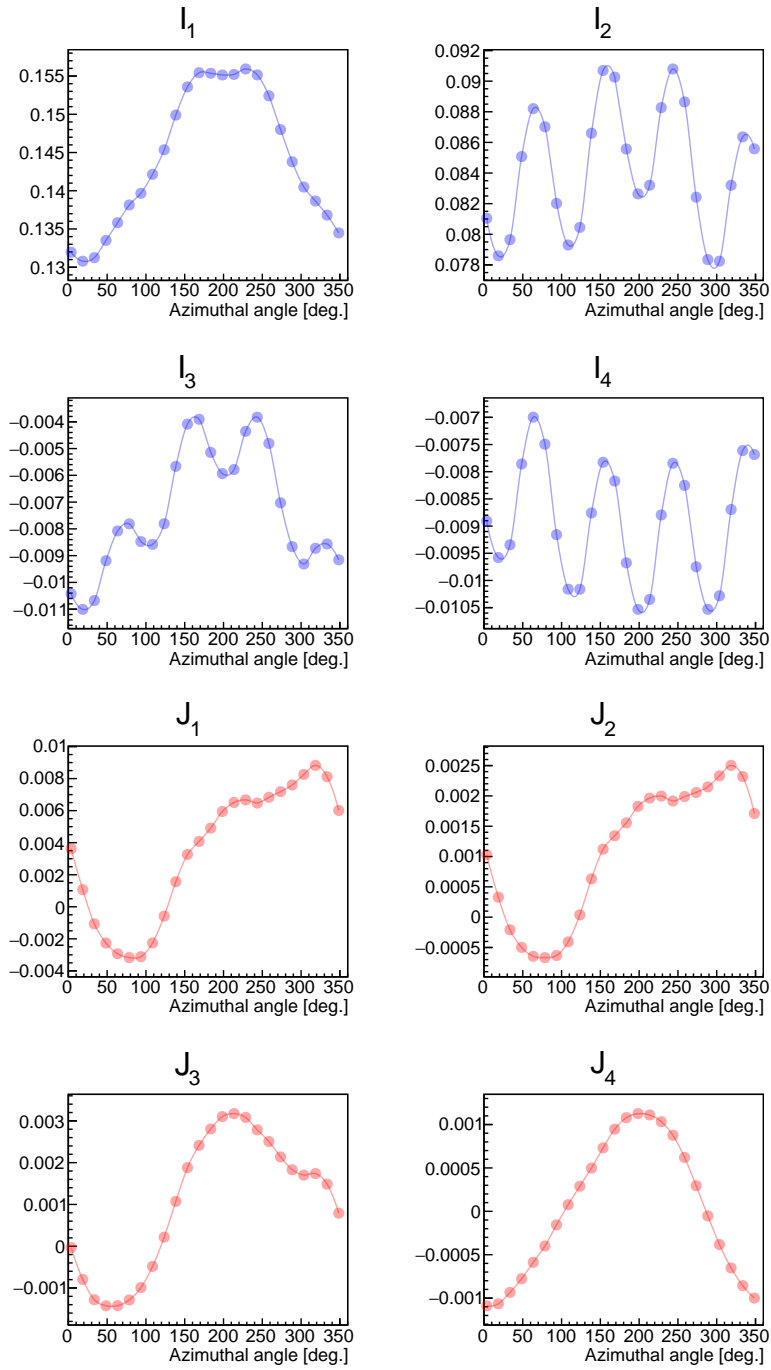 I1 I2
0.155 0.15 0.145 0.14 0.135 0.13
0.092 0.09 0.088 0.086 0.084 0.082 0.08 0.078
0 50 100 150 200 250 300 350
0 50 100 150 200 250 300 350
Azimuthal angle [deg.] Azimuthal angle [deg.]
I3 I4
−0.004 −0.005 −0.006 −0.007 −0.008 −0.009 −0.01 −0.011
−0.007 −0.0075 −0.008 −0.0085 −0.009 −0.0095 −0.01 −0.0105
0 50 100 150 200 250 300 350
0 50 100 150 200 250 300 350
Azimuthal angle [deg.] Azimuthal angle [deg.]
J1 J2
0.01 0.008 0.006 0.004 0.002 0 −0.002 −0.004
0.0025 0.002 0.0015 0.001 0.0005 0 −0.0005
0 50 100 150 200 250 300 350
0 50 100 150 200 250 300 350
Azimuthal angle [deg.] Azimuthal angle [deg.]
J3 J4
0.003 0.002 0.001 0 −0.001
0.001 0.0005 0 −0.0005 −0.001
0 50 100 150 200 250 300 350
0 50 100 150 200 250 300 350
Azimuthal angle [deg.] Azimuthal angle [deg.]